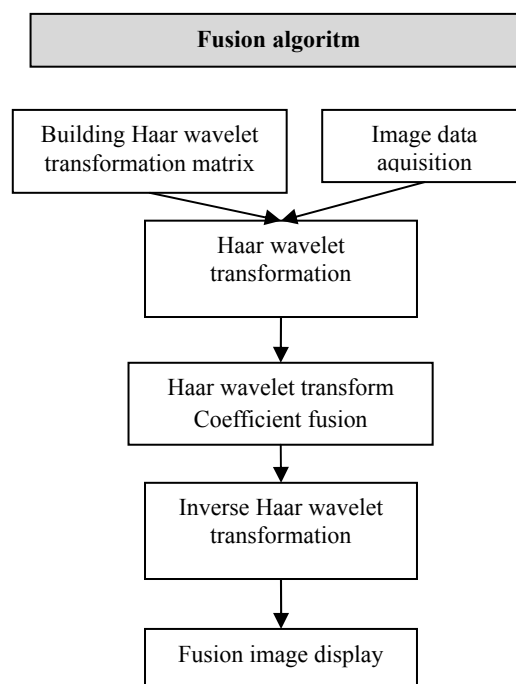 Fusion algoritm
Building Haar wavelet
transformation matrix
Image data
aquisition
Haar wavelet
transformation
Haar wavelet transform
Coefficient fusion
Inverse Haar wavelet
transformation
Fusion image display